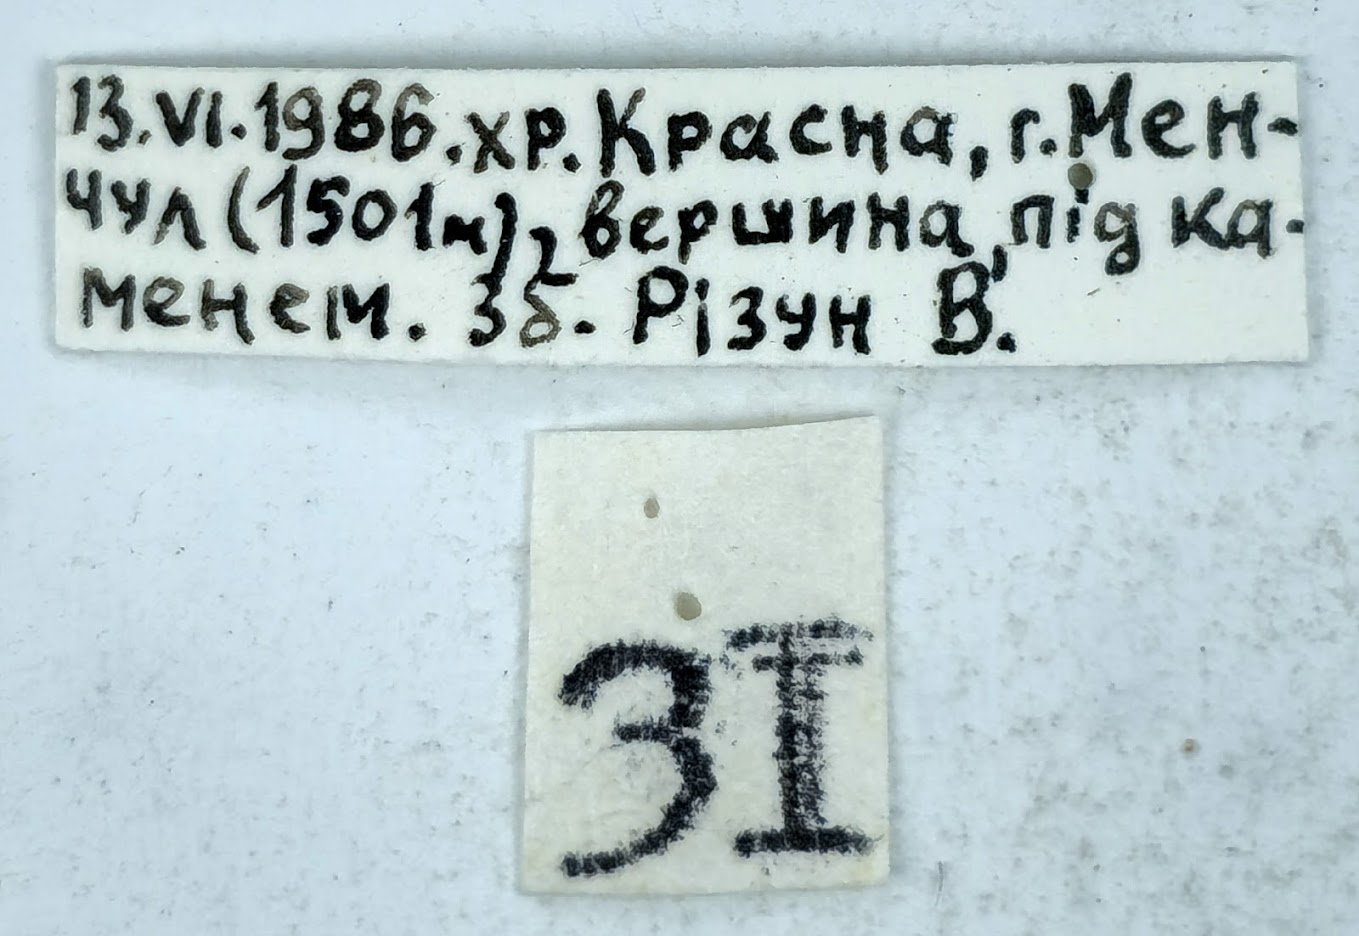 13.VI.1986.хр.Красна, г.Мен-
чул (1501м), вершина, під ка-
менем. Зб. Різун В.
3I